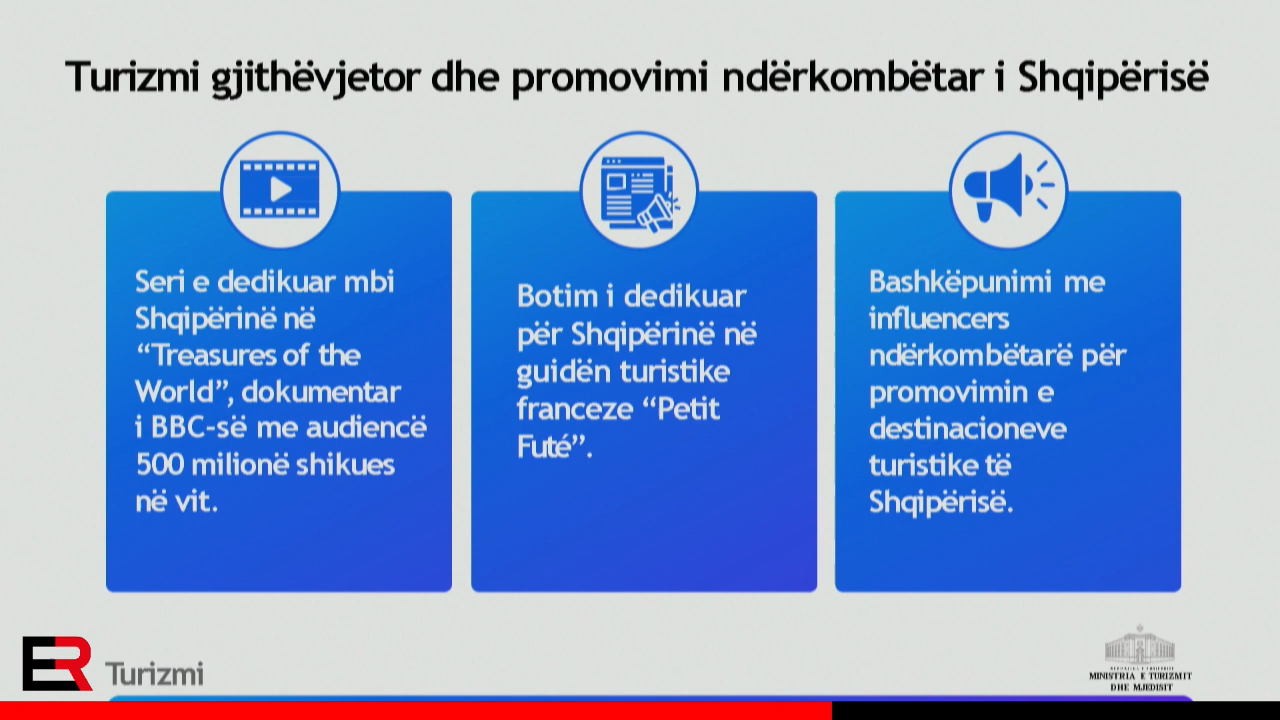 Turizmi gjithëvjetor dhe promovimi ndërkombëtar i Shqipërisë
Seri e dedikuar mbi
Shqipërinë në
“Treasures of the
World”, dokumentar
i BBC-së me audiencë
500 milionë shikues
në vit.
Botim i dedikuar
për Shqipërinë në
guidën turistike
franceze “Petit
Futé”.
Bashkëpunimi me
influencers
ndërkombëtarë për
promovimin e
destinacioneve
turistike të
Shqipërisë.
ER
Turizmi
MINISTRIA E TURIZMIT
DHE MJEDISIT